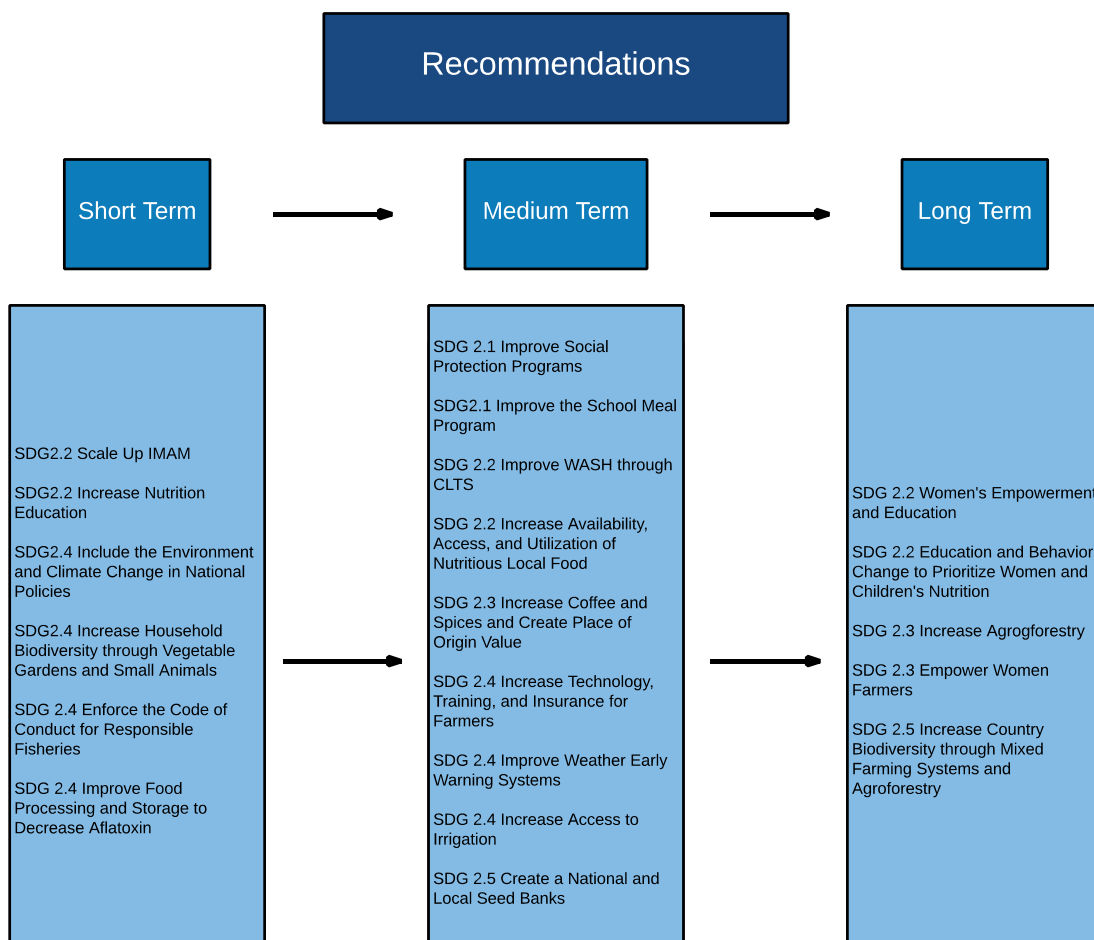 Recommendations
Short Term
Medium Term
Long Term
SDG2.2 Scale Up IMAM
SDG2.2 Increase Nutrition
Education
SDG2.4 Include the Environment
and Climate Change in National
Policies
SDG2.4 Increase Household
Biodiversity through Vegetable
Gardens and Small Animals
SDG 2.4 Enforce the Code of
Conduct for Responsible
Fisheries
SDG 2.4 Improve Food
Processing and Storage to
Decrease Aflatoxin
SDG 2.1 Improve Social
Protection Programs
SDG2.1 Improve the School Meal
Program
SDG 2.2 Improve WASH through
CLTS
SDG 2.2 Increase Availability,
Access, and Utilization of
Nutritious Local Food
SDG 2.3 Increase Coffee and
Spices and Create Place of
Origin Value
SDG 2.4 Increase Technology,
Training, and Insurance for
Farmers
SDG 2.4 Improve Weather Early
Warning Systems
SDG 2.4 Increase Access to
Irrigation
SDG 2.5 Create a National and
Local Seed Banks
SDG 2.2 Women's Empowerment
and Education
SDG 2.2 Education and Behavior
Change to Prioritize Women and
Children's Nutrition
SDG 2.3 Increase Agrogforestry
SDG 2.3 Empower Women
Farmers
SDG 2.5 Increase Country
Biodiversity through Mixed
Farming Systems and
Agroforestry